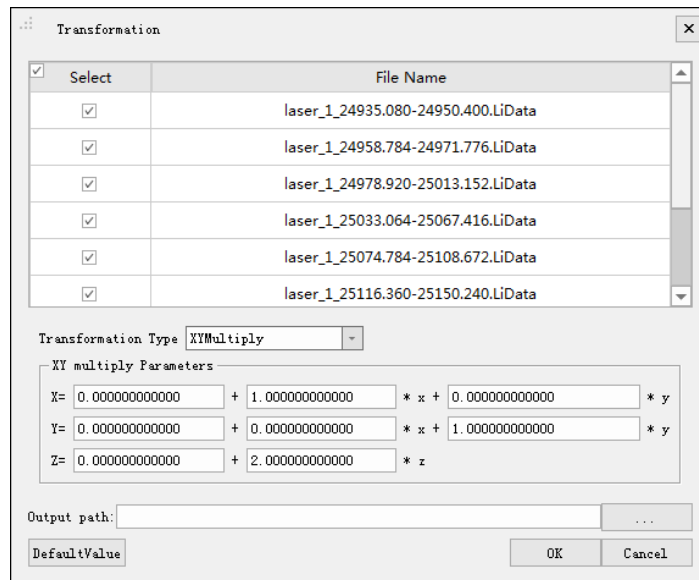 Transformation
Select File Name
laser_1_24935.080-24950.400.LiData
laser_1_24958.784-24971.776.LiData
laser_1_24978.920-25013.152.LiData
laser_1_25033.064-25067.416.LiData
laser_1_25074.784-25108.672.LiData
laser_1_25116.360-25150.240.LiData
Transformation Type XYMultiply
XY multiply Parameters
X= 0.000000000000 + 1.000000000000 * x + 0.000000000000 * y
Y= 0.000000000000 + 0.000000000000 * x + 1.000000000000 * y
Z= 0.000000000000 + 2.000000000000 * z
Output path: ...
DefaultValue OK Cancel